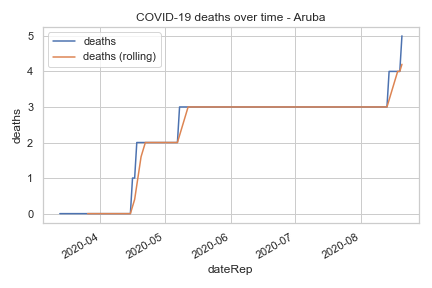 COVID-19 deaths over time - Aruba
deaths
deaths (rolling)
5
4
3
2
1
0
deaths
2020-04
2020-05
2020-06
2020-07
2020-08
dateRep